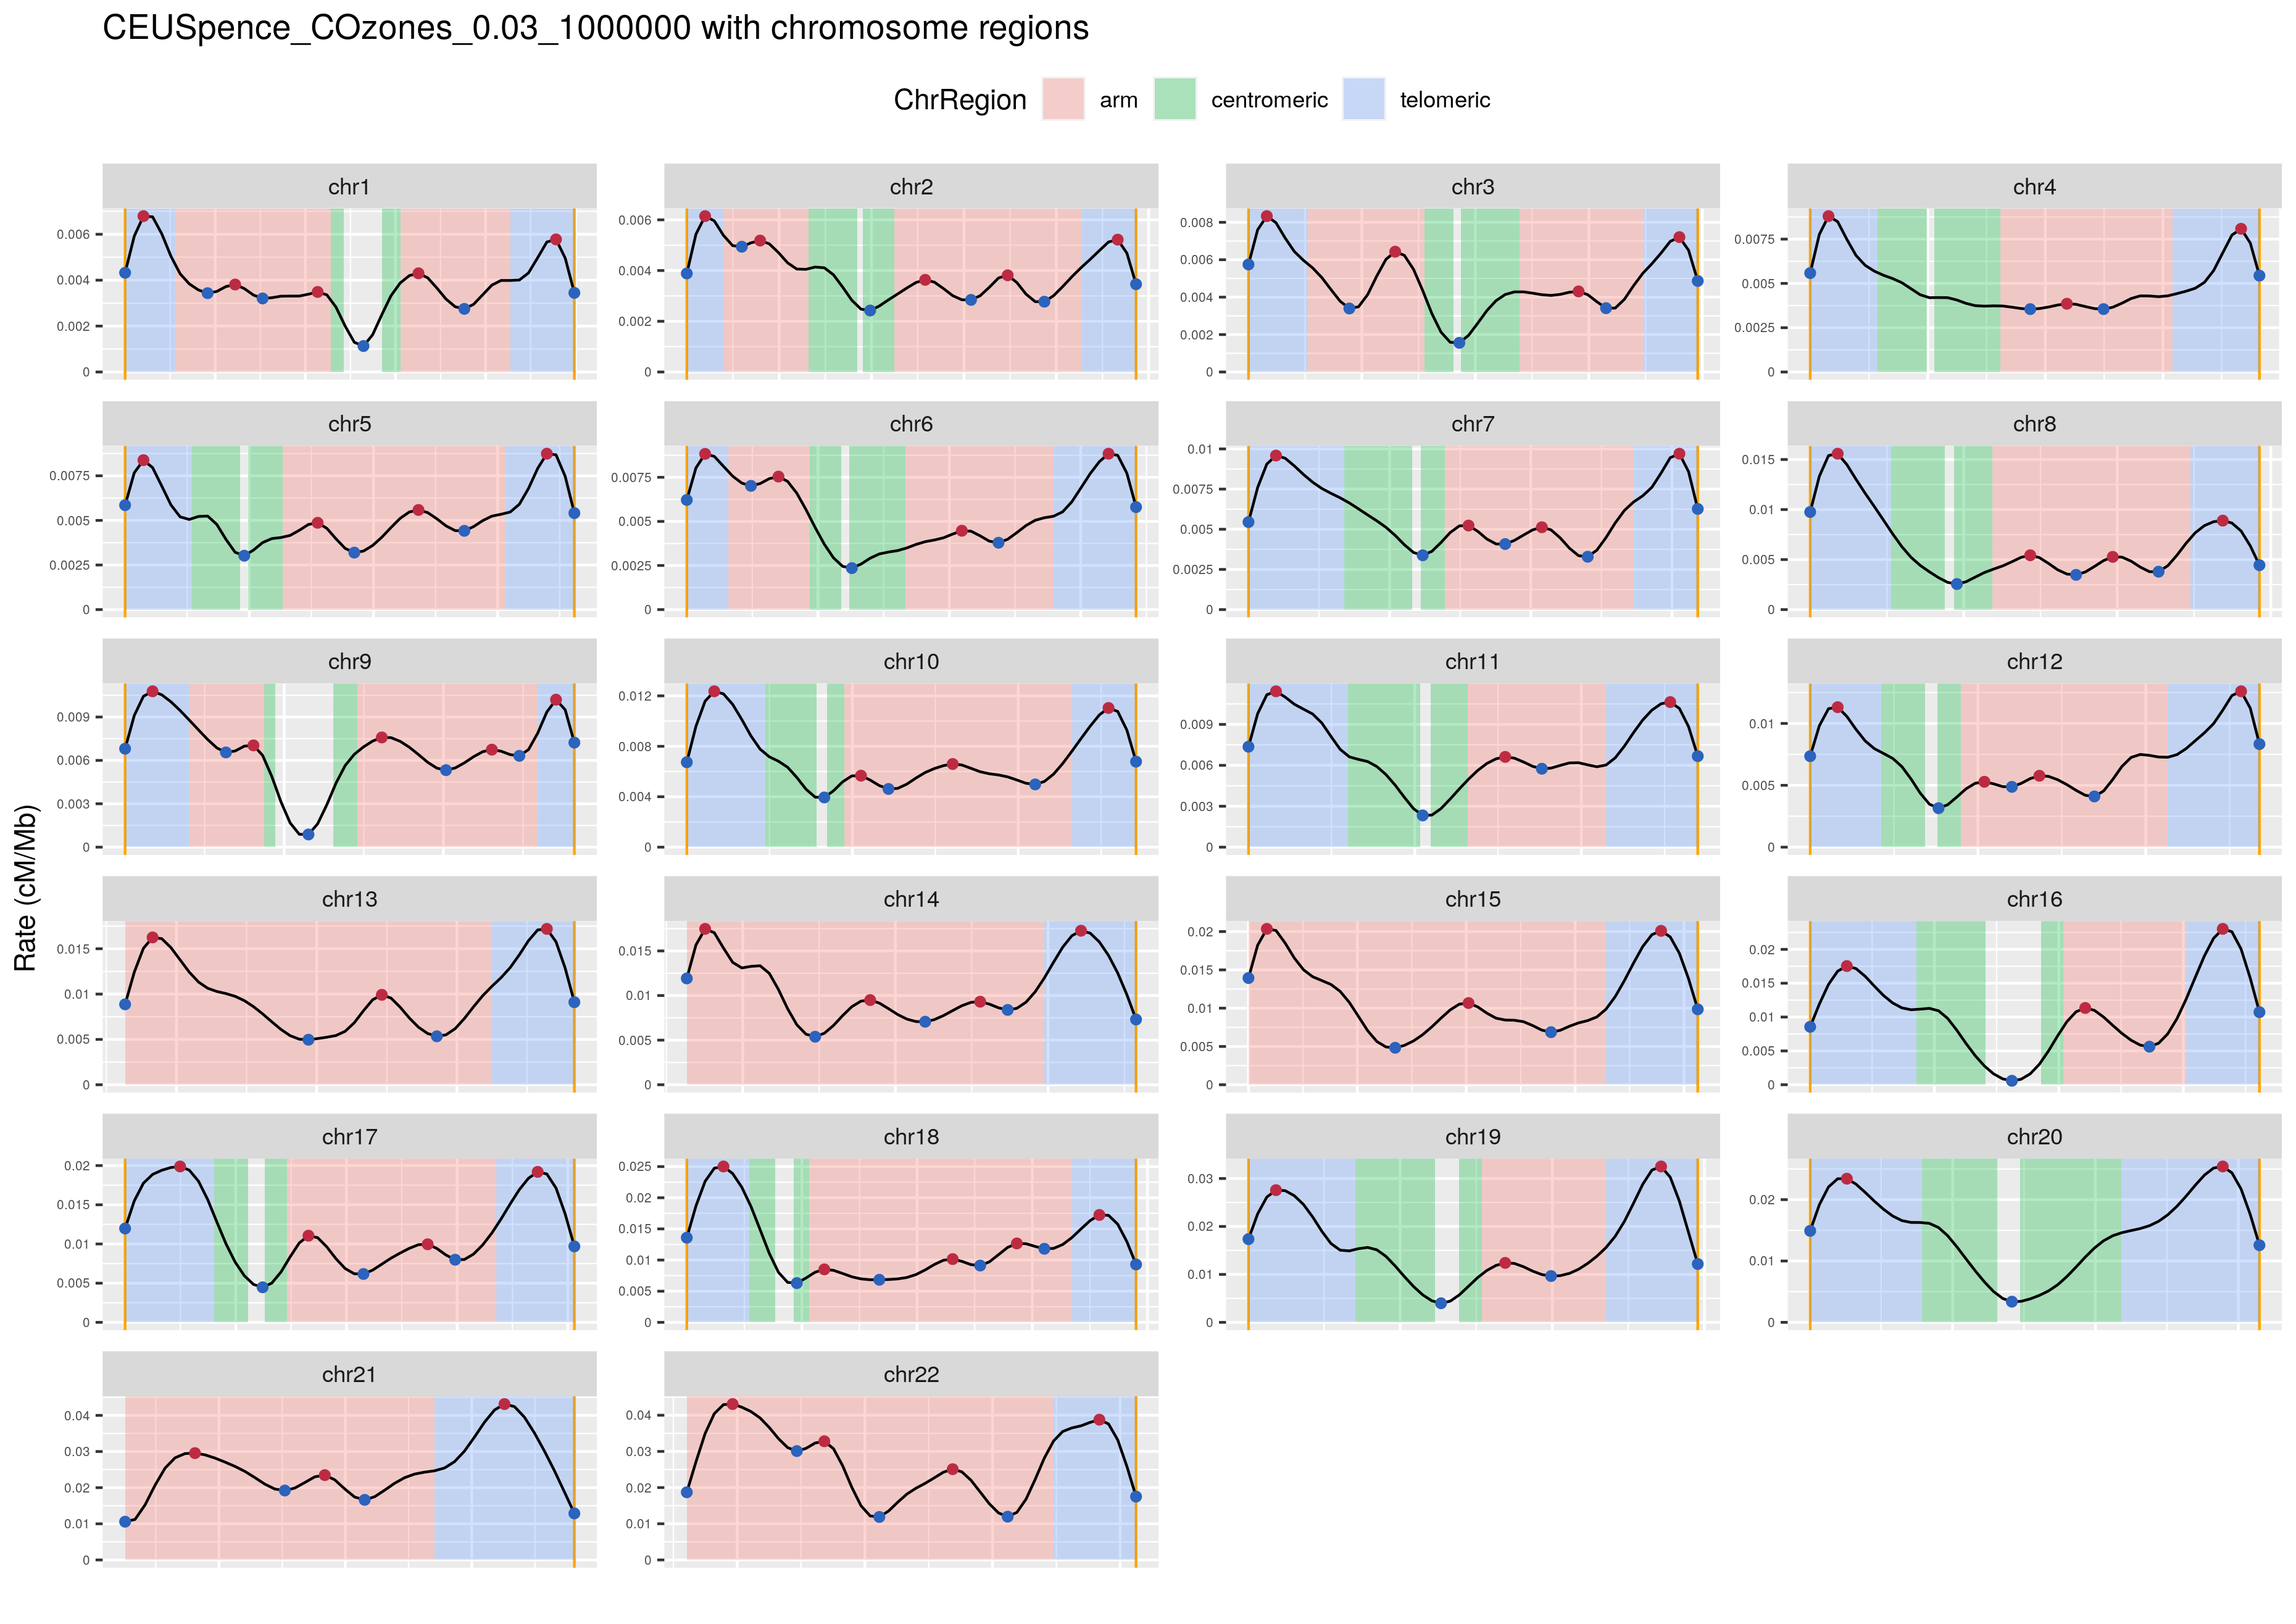 CEUSpence_COzones_0.03_1000000 with chromosome regions
ChrRegion arm centromeric telomeric
Rate (cM/Mb)
chr1 chr2 chr3 chr4
0.006 0.006 0.008 0.0075
0.004 0.004 0.006 0.005
0.002 0.002 0.004 0.0025
0 0 0.002 0
0
chr5 chr6 chr7 chr8
0.0075 0.0075 0.01 0.015
0.005 0.005 0.0075 0.01
0.0025 0.0025 0.005 0.005
0 0 0.0025 0
0
chr9 chr10 chr11 chr12
0.009 0.012 0.009 0.01
0.006 0.008 0.006 0.005
0.003 0.004 0.003 0
0 0 0
chr13 chr14 chr15 chr16
0.015 0.015 0.02 0.02
0.01 0.01 0.015 0.015
0.005 0.005 0.01 0.01
0 0 0.005 0.005
0 0
chr17 chr18 chr19 chr20
0.02 0.025 0.03 0.02
0.015 0.02 0.02 0.01
0.01 0.015 0.01 0
0.005 0.01 0
0 0.005
0
chr21 chr22
0.04 0.04
0.03 0.03
0.02 0.02
0.01 0.01
0 0